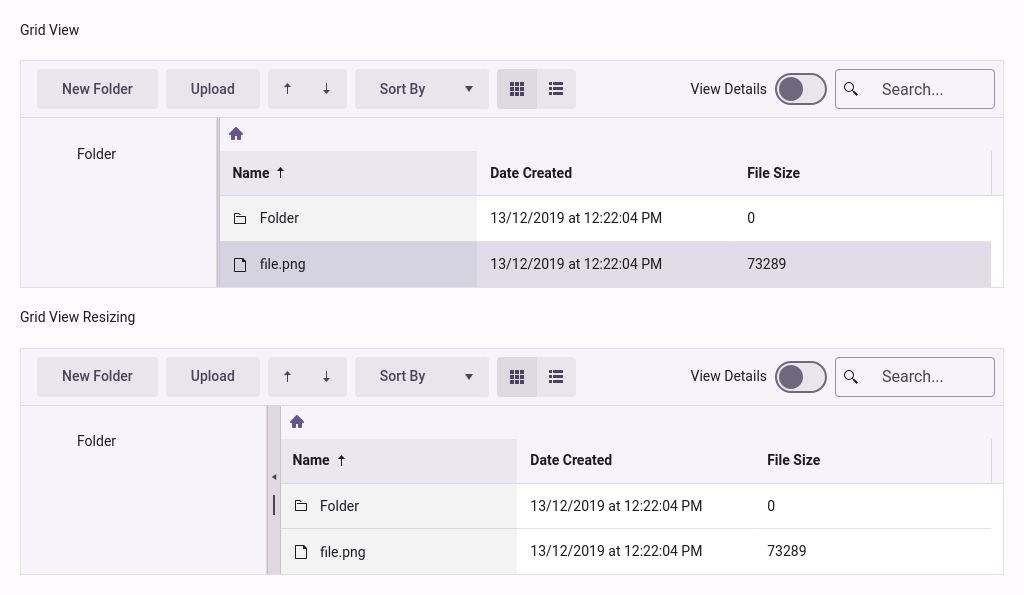 Grid View
New Folder Upload Sort By View Details Search...
Folder
Name Date Created File Size
Folder 13/12/2019 at 12:22:04 PM 0
file.png 13/12/2019 at 12:22:04 PM 73289
Grid View Resizing
New Folder Upload Sort By View Details Search...
Folder
Name Date Created File Size
Folder 13/12/2019 at 12:22:04 PM 0
file.png 13/12/2019 at 12:22:04 PM 73289